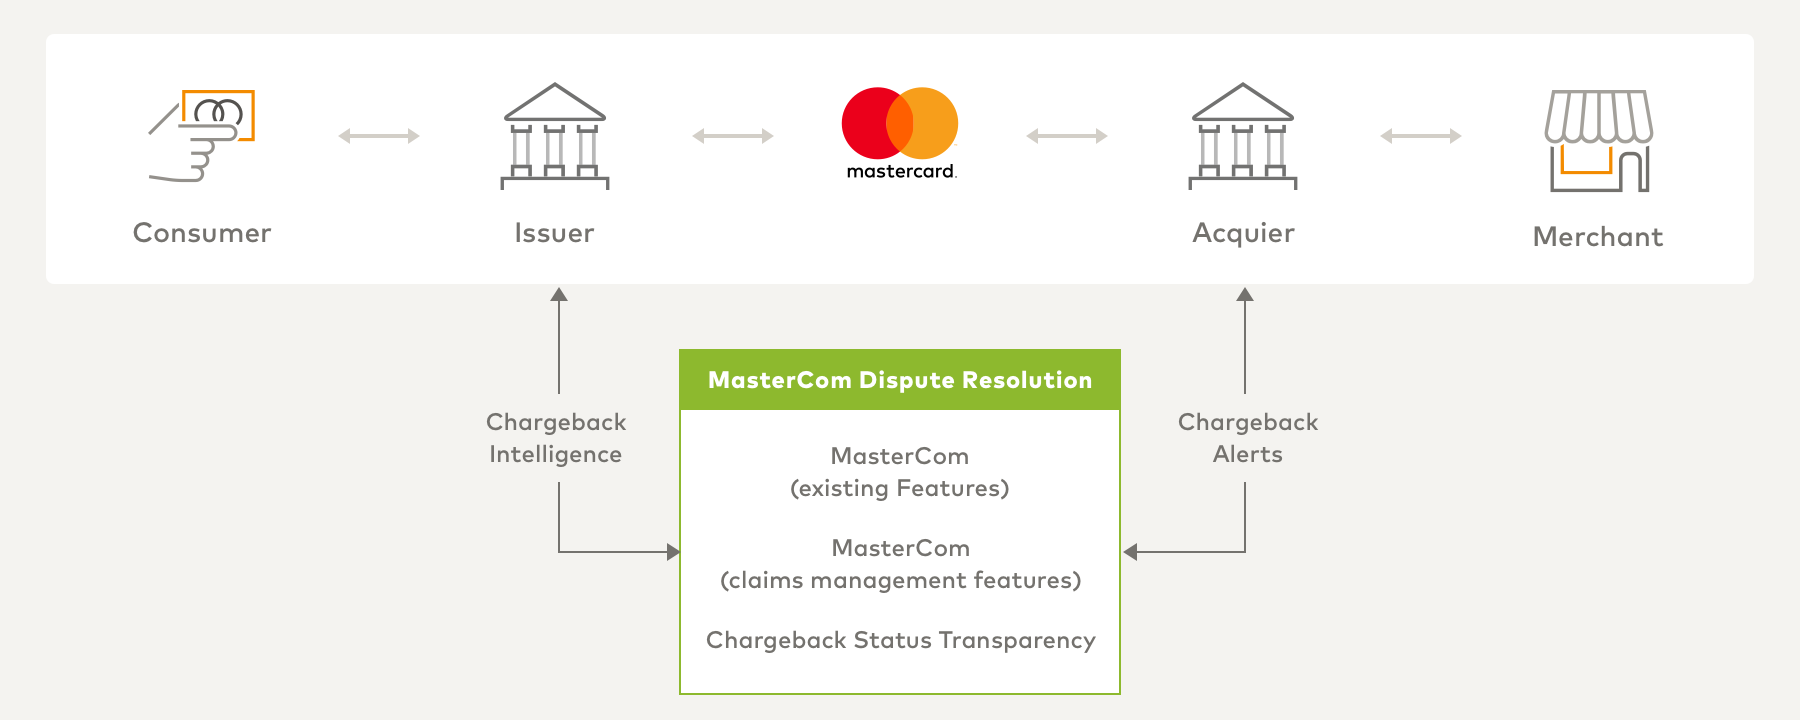 mastercard.
Consumer
Issuer
Acquier
Merchant
MasterCom Dispute Resolution
Chargeback
Intelligence
Chargeback
Alerts
MasterCom
(existing Features)
MasterCom
(claims management features)
Chargeback Status Transparency